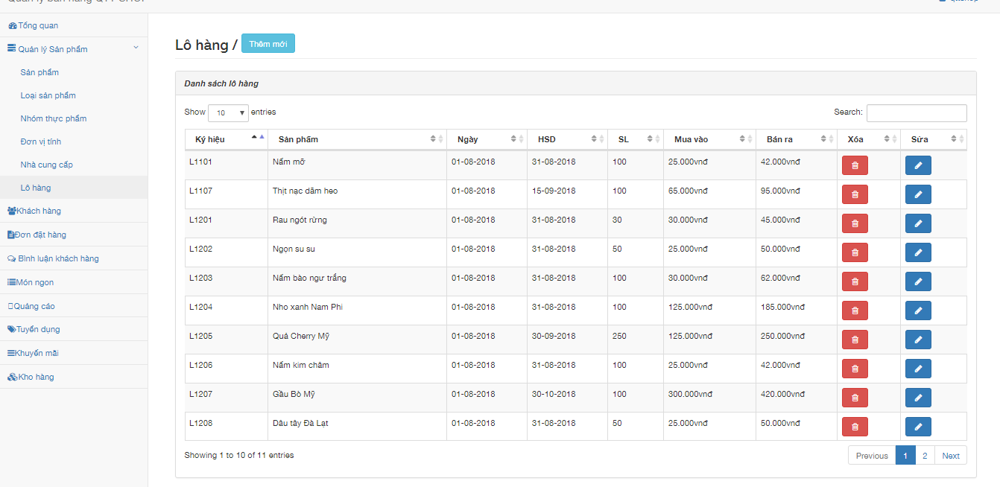 Quản lý bán hàng
Tổng quan
Quản lý Sản phẩm
Sản phẩm
Loại sản phẩm
Nhóm thực phẩm
Đơn vị tính
Nhà cung cấp
Lô hàng
Khách hàng
Đơn đặt hàng
Bình luận khách hàng
Món ngon
Quảng cáo
Tuyển dụng
Khuyến mãi
Kho hàng
Lô hàng / Thêm mới
Danh sách lô hàng
Show 10 entries Search:
Ký hiệu Sản phẩm Ngày HSD SL Mua vào Bán ra Xóa Sửa
L1101 Nấm mỡ 01-08-2018 31-08-2018 100 25.000vnđ 42.000vnđ
L1107 Thịt nạc dăm heo 01-08-2018 15-09-2018 100 65.000vnđ 95.000vnđ
L1201 Rau ngót rừng 01-08-2018 31-08-2018 30 30.000vnđ 45.000vnđ
L1202 Ngọn su su 01-08-2018 31-08-2018 50 25.000vnđ 50.000vnđ
L1203 Nấm bào ngư trắng 01-08-2018 31-08-2018 100 30.000vnđ 62.000vnđ
L1204 Nho xanh Nam Phi 01-08-2018 31-08-2018 100 125.000vnđ 185.000vnđ
L1205 Quả Cherry Mỹ 01-08-2018 30-09-2018 250 125.000vnđ 250.000vnđ
L1206 Nấm kim châm 01-08-2018 31-08-2018 100 25.000vnđ 42.000vnđ
L1207 Gầu Bò Mỹ 01-08-2018 30-10-2018 100 300.000vnđ 420.000vnđ
L1208 Dâu tây Đà Lạt 01-08-2018 31-08-2018 50 25.000vnđ 50.000vnđ
Showing 1 to 10 of 11 entries Previous 1 2 Next